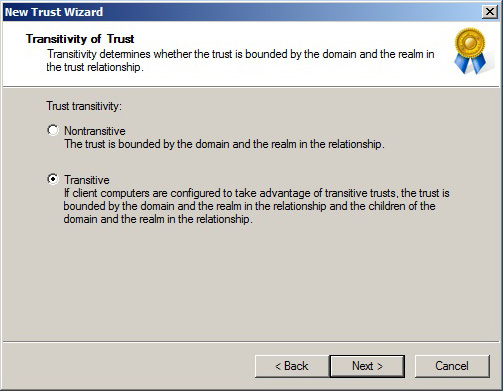 New Trust Wizard
Transitivity of Trust
Transitivity determines whether the trust is bounded by the domain and the realm in
the trust relationship.
Trust transitivity:
Nontransitive
The trust is bounded by the domain and the realm in the relationship.
Transitive
If client computers are configured to take advantage of transitive trusts, the trust is
bounded by the domain and the realm in the relationship and the children of the
domain and the realm in the relationship.
< Back
Next >
Cancel